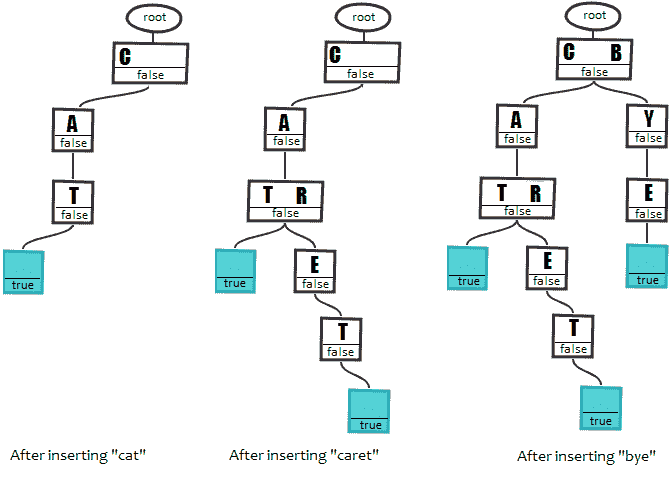 root root root
C C C B
false false false
A A A Y
false false false false
T T R T R E
false false false false
E E
true false true false true
T T
false false
true true
After inserting "cat" After inserting "caret" After inserting "bye"